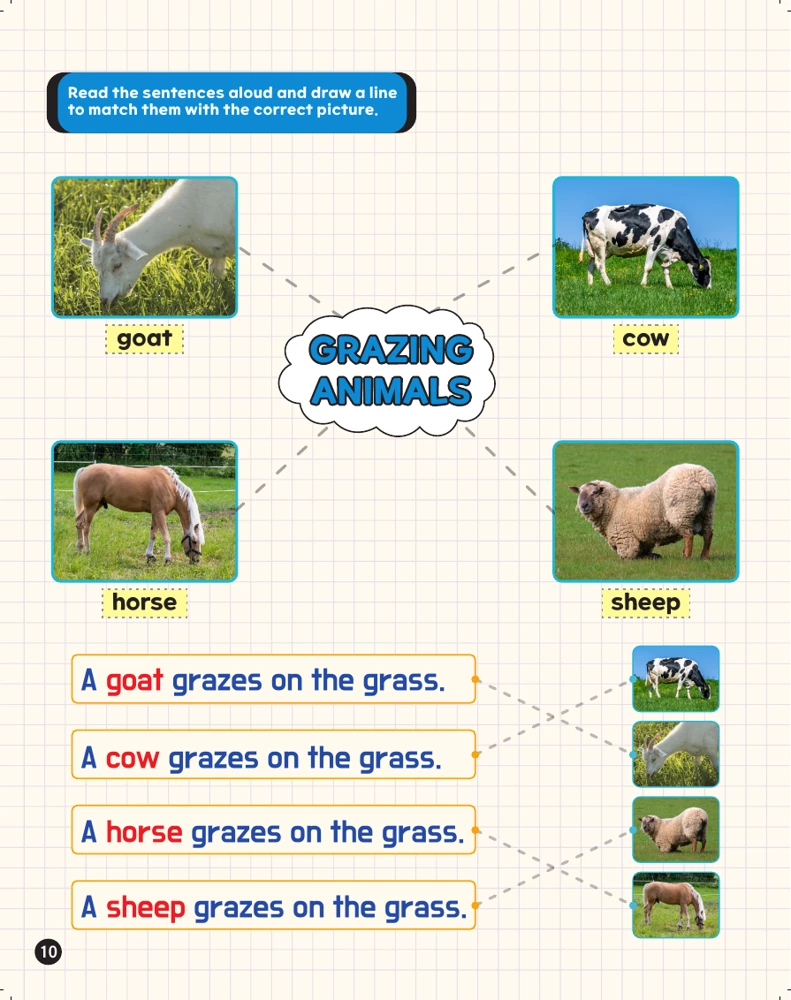 Read the sentences aloud and draw a line
to match them with the correct picture.
goat
cow
GRAZING
ANIMALS
horse
sheep
A goat grazes on the grass.
A cow grazes on the grass.
A horse grazes on the grass.
A sheep grazes on the grass.
10